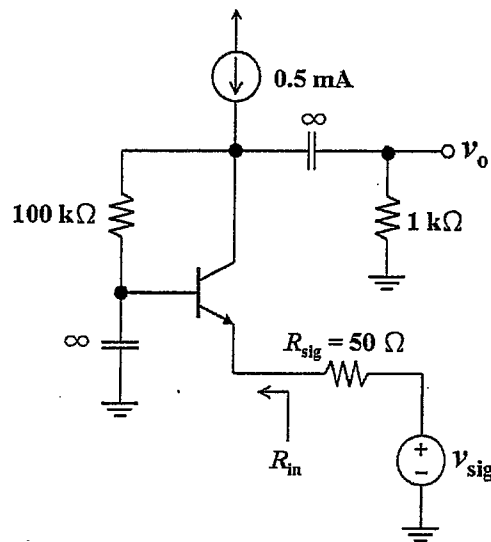 0.5 mA
∞
v_o
100 kΩ
1 kΩ
∞
R_sig = 50 Ω
R_in
+
−
v_sig